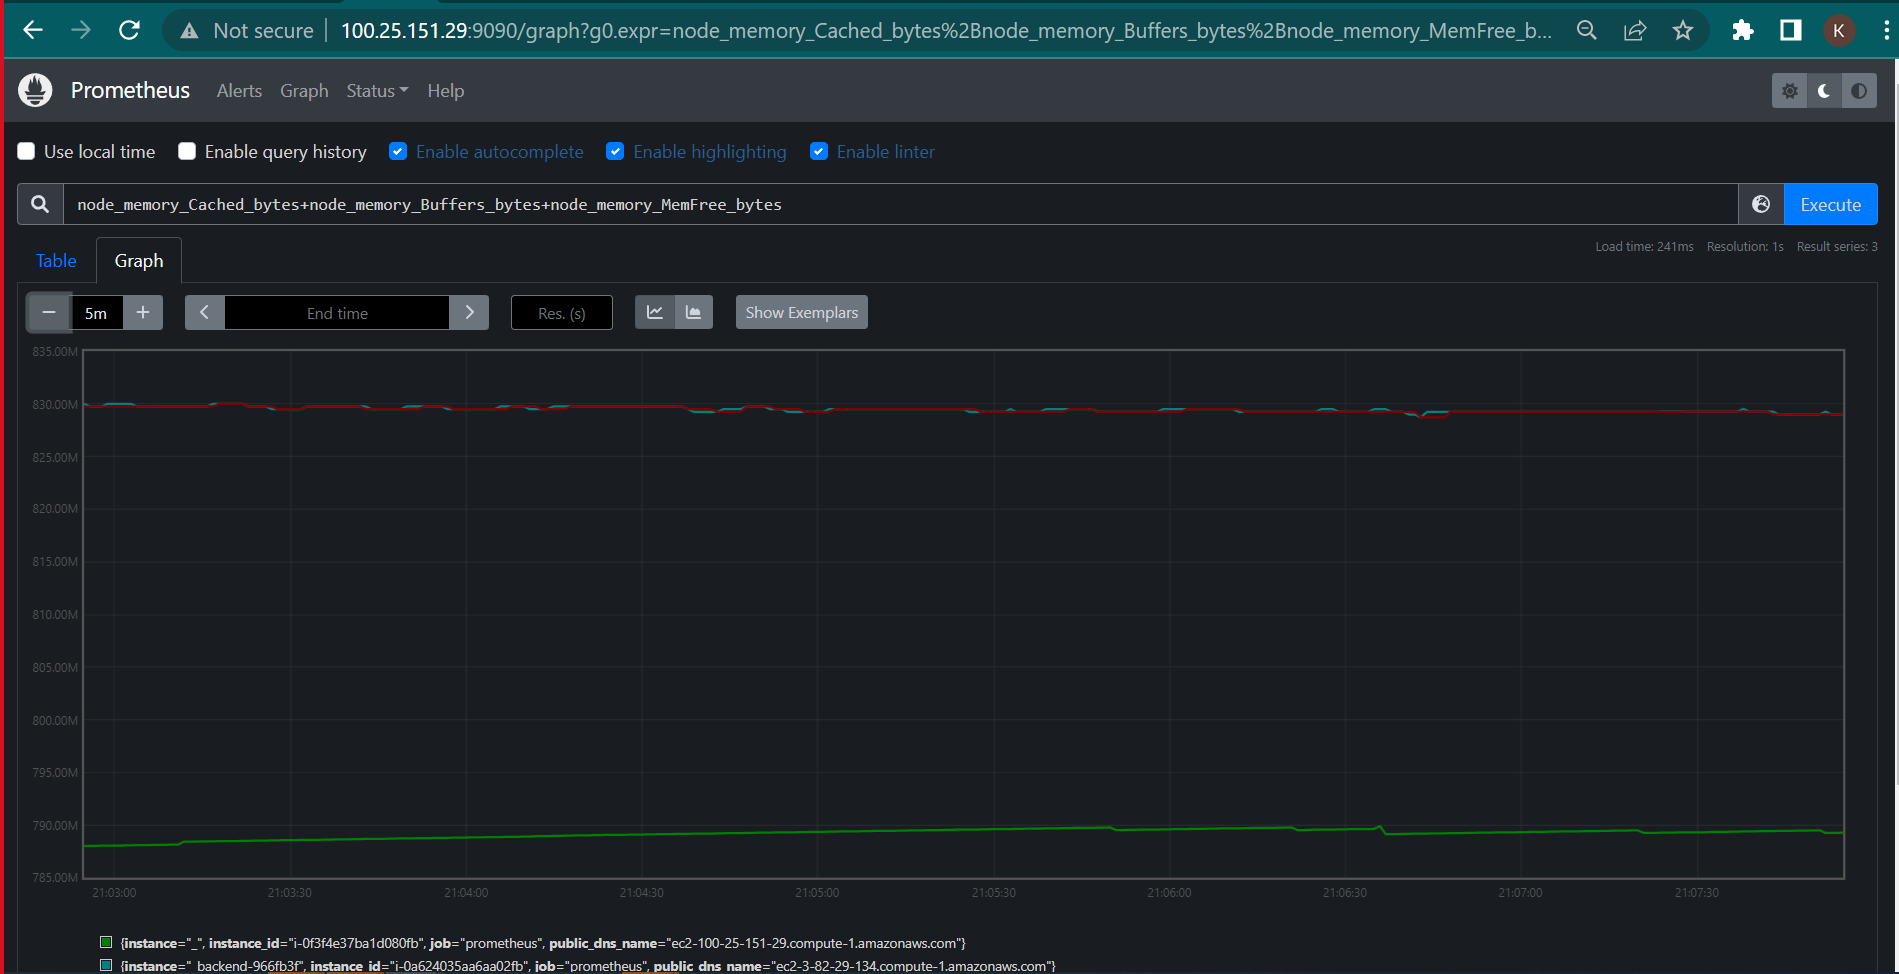 Not secure | 100.25.151.29:9090/graph?g0.expr=node_memory_Cached_bytes%2Bnode_memory_Buffers_bytes%2Bnode_memory_MemFree_b... K
Prometheus Alerts Graph Status Help
Use local time Enable query history Enable autocomplete Enable highlighting Enable linter
node_memory_Cached_bytes+node_memory_Buffers_bytes+node_memory_MemFree_bytes Execute
Load time: 241ms Resolution: 1s Result series: 3
Table Graph
5m End time Res. (s) Show Exemplars
835.00M
830.00M
825.00M
820.00M
815.00M
810.00M
805.00M
800.00M
795.00M
790.00M
785.00M
21:03:00 21:03:30 21:04:00 21:04:30 21:05:00 21:05:30 21:06:00 21:06:30 21:07:00 21:07:30
{instance="_", instance_id="i-0f3f4e37ba1d080fb", job="prometheus", public_dns_name="ec2-100-25-151-29.compute-1.amazonaws.com"}
{instance="_backend-966fb3f", instance_id="i-0a624035aa6aa02fb", job="prometheus", public_dns_name="ec2-3-82-29-134.compute-1.amazonaws.com"}